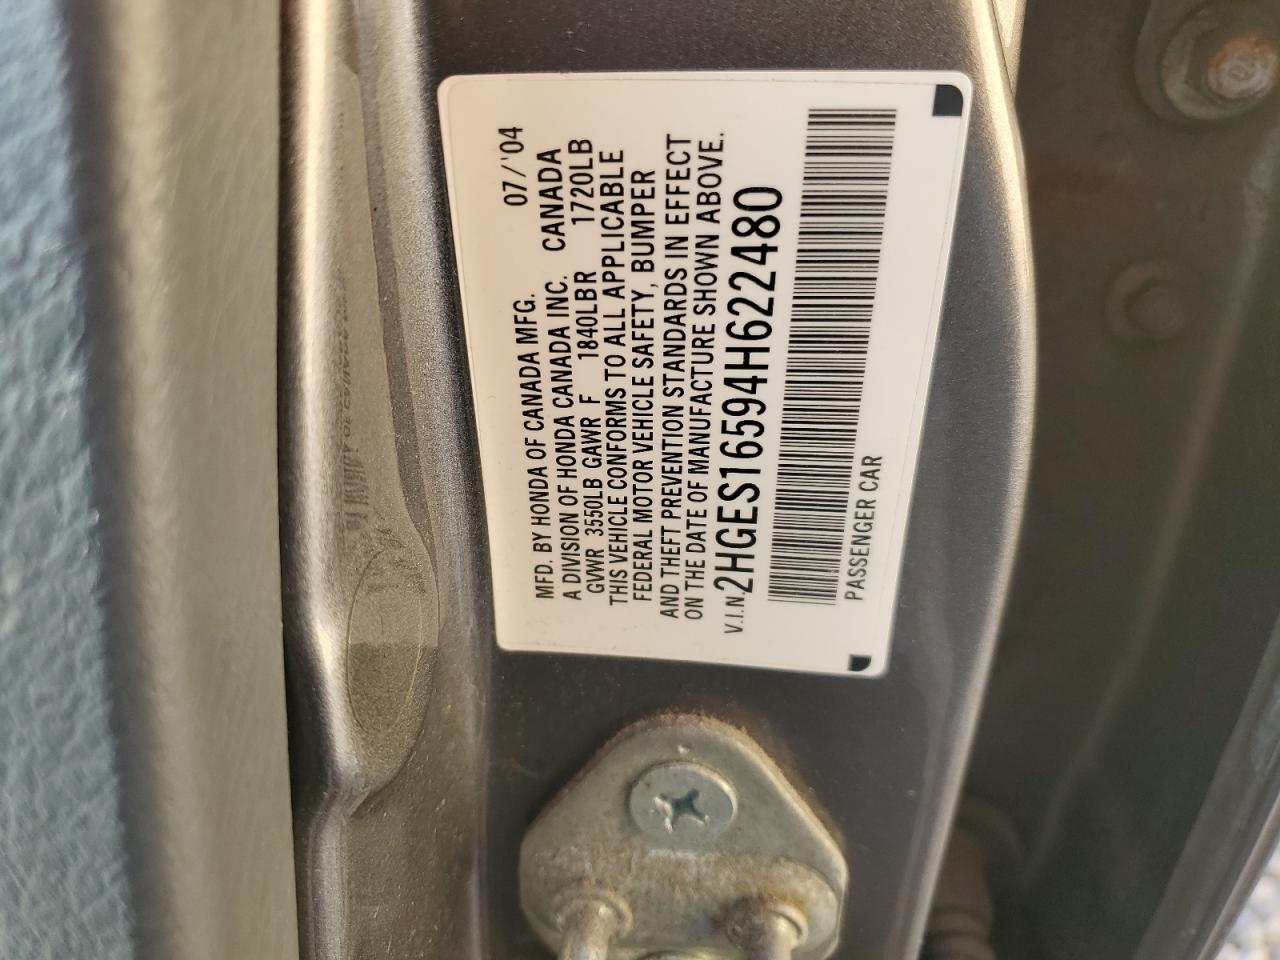 MFD. BY HONDA OF CANADA MFG. 07/'04
A DIVISION OF HONDA CANADA INC. CANADA
GVWR 3550LB GAWR F 1840LB R 1720LB
THIS VEHICLE CONFORMS TO ALL APPLICABLE
FEDERAL MOTOR VEHICLE SAFETY, BUMPER
AND THEFT PREVENTION STANDARDS IN EFFECT
ON THE DATE OF MANUFACTURE SHOWN ABOVE.
V.I.N. 2HGES16594H622480
PASSENGER CAR